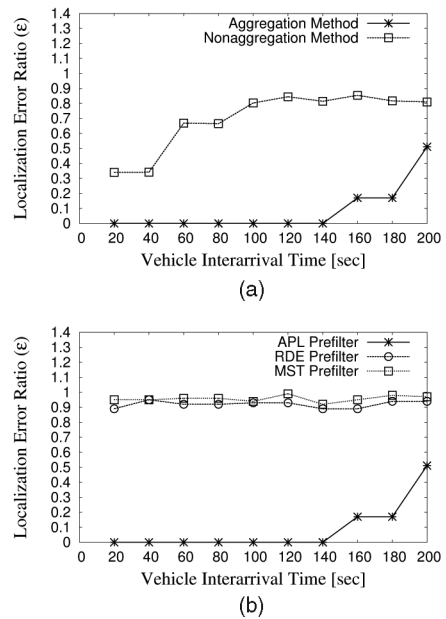 1.4
1.3
1.2
1.1
1
0.9
0.8
0.7
0.6
0.5
0.4
0.3
0.2
0.1
0
Localization Error Ratio (ε)
Aggregation Method
Nonaggregation Method
0 20 40 60 80 100 120 140 160 180 200
Vehicle Interarrival Time [sec]
(a)
1.4
1.3
1.2
1.1
1
0.9
0.8
0.7
0.6
0.5
0.4
0.3
0.2
0.1
0
Localization Error Ratio (ε)
APL Prefilter
RDE Prefilter
MST Prefilter
0 20 40 60 80 100 120 140 160 180 200
Vehicle Interarrival Time [sec]
(b)